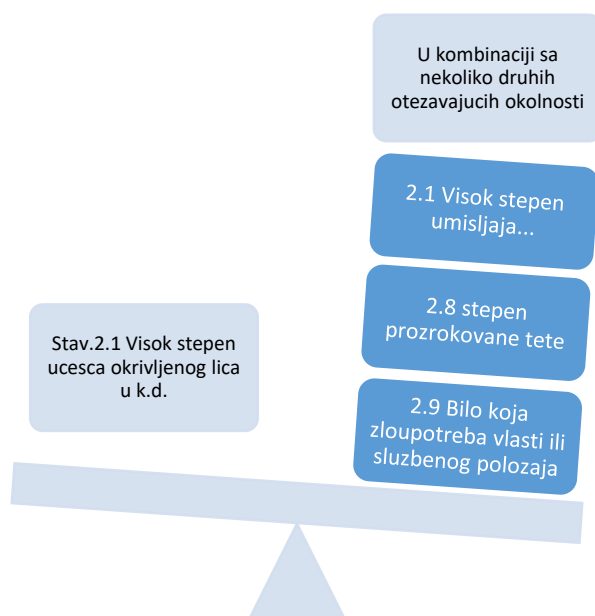 U kombinaciji sa
nekoliko druhih
otezavajucih okolnosti
2.1 Visok stepen
umisljaja...
2.8 stepen
prozrokovane tete
2.9 Bilo koja
zloupotreba vlasti ili
sluzbenog polozaja
Stav.2.1 Visok stepen
ucesca okrivljenog lica
u k.d.